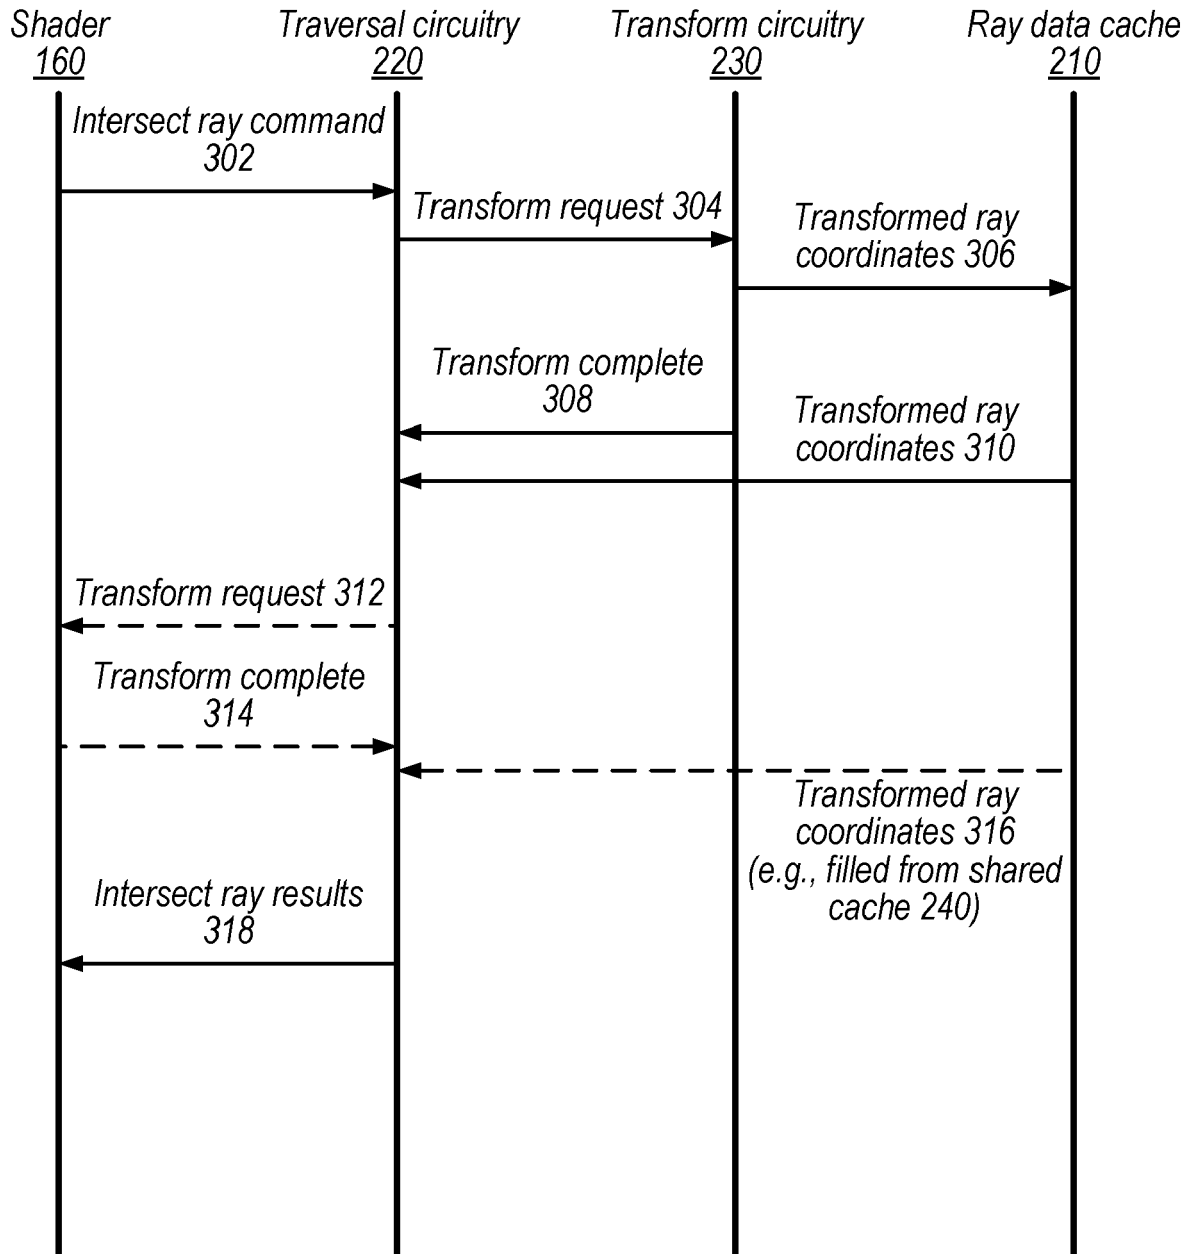 Shader
160
Traversal circuitry
220
Transform circuitry
230
Ray data cache
210
Intersect ray command
302
Transform request 304
Transformed ray
coordinates 306
Transform complete
308
Transformed ray
coordinates 310
Transform request 312
Transform complete
314
Transformed ray
coordinates 316
(e.g., filled from shared
cache 240)
Intersect ray results
318